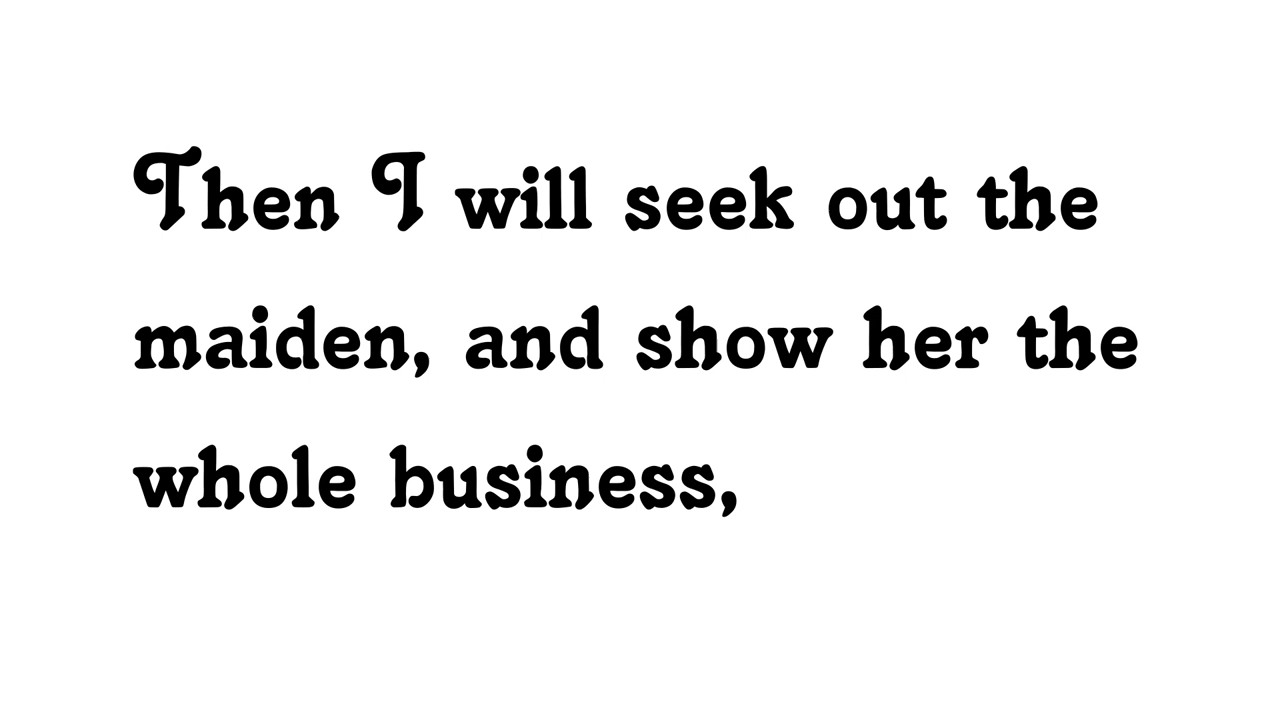 Then I will seek out the
maiden, and show her the
whole business,